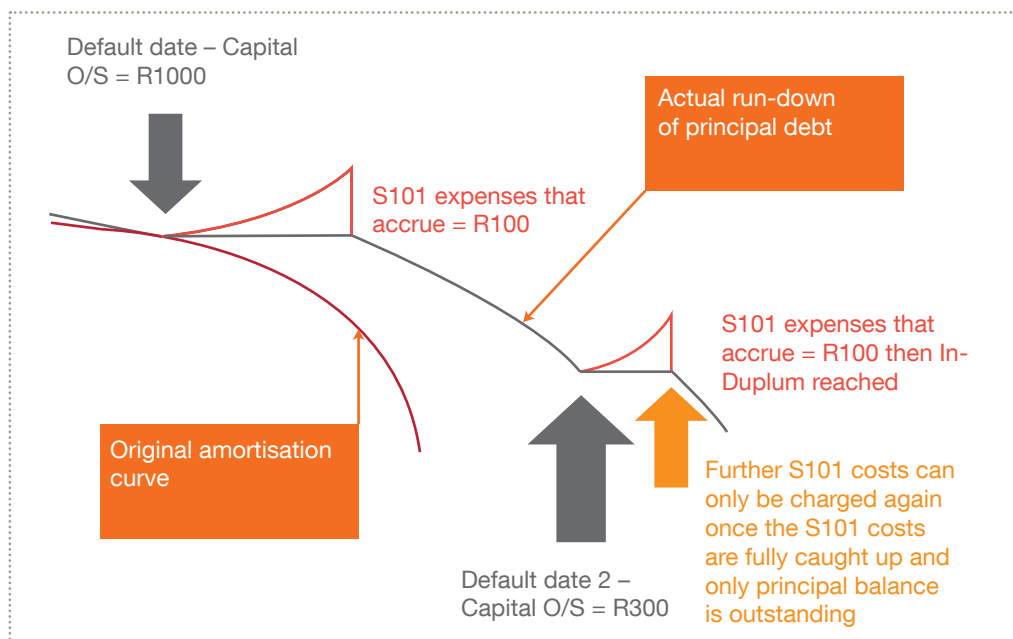 Default date – Capital
O/S = R1000
Actual run-down
of principal debt
S101 expenses that
accrue = R100
S101 expenses that
accrue = R100 then In-
Duplum reached
Original amortisation
curve
Further S101 costs can
only be charged again
once the S101 costs
are fully caught up and
only principal balance
is outstanding
Default date 2 –
Capital O/S = R300